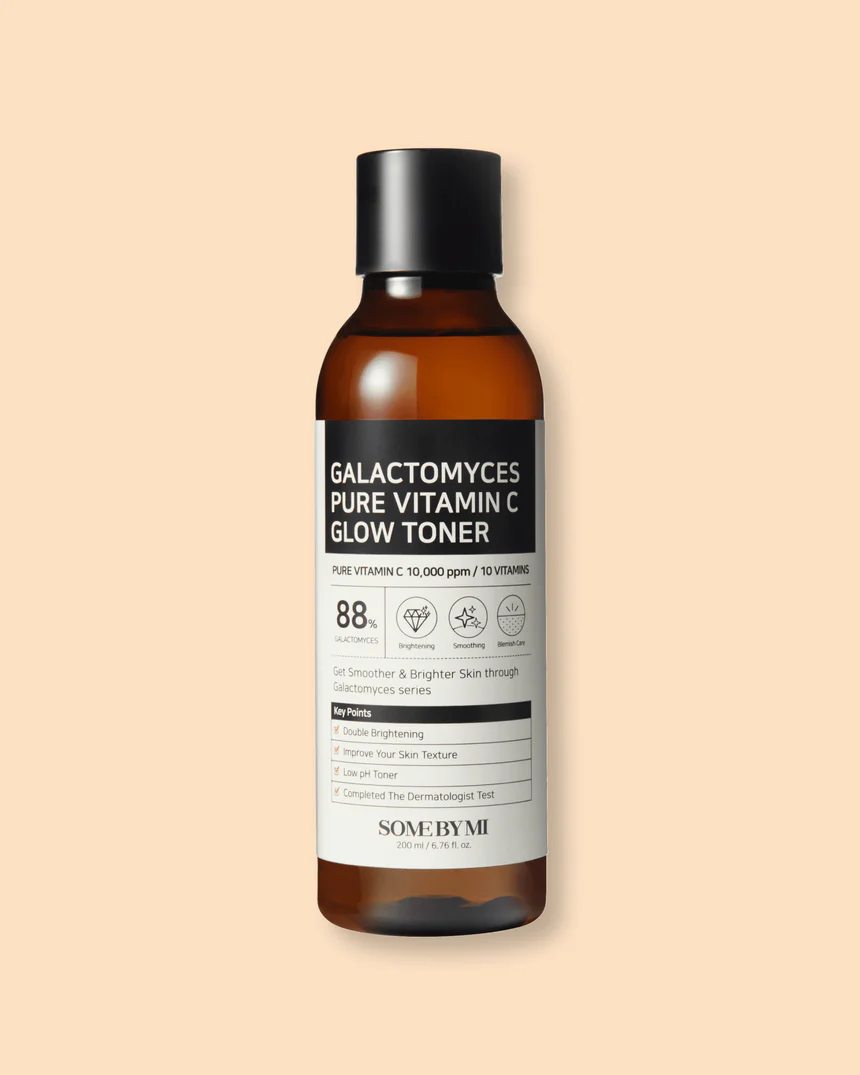 GALACTOMYCES
PURE VITAMIN C
GLOW TONER
PURE VITAMIN C 10,000 ppm / 10 VITAMINS
88%
GALACTOMYCES
Brightening
Smoothing
Blemish Care
Get Smoother & Brighter Skin through
Galactomyces series
Key Points
Double Brightening
Improve Your Skin Texture
Low pH Toner
Completed The Dermatologist Test
SOME BY MI
200 ml / 6.76 fl. oz.